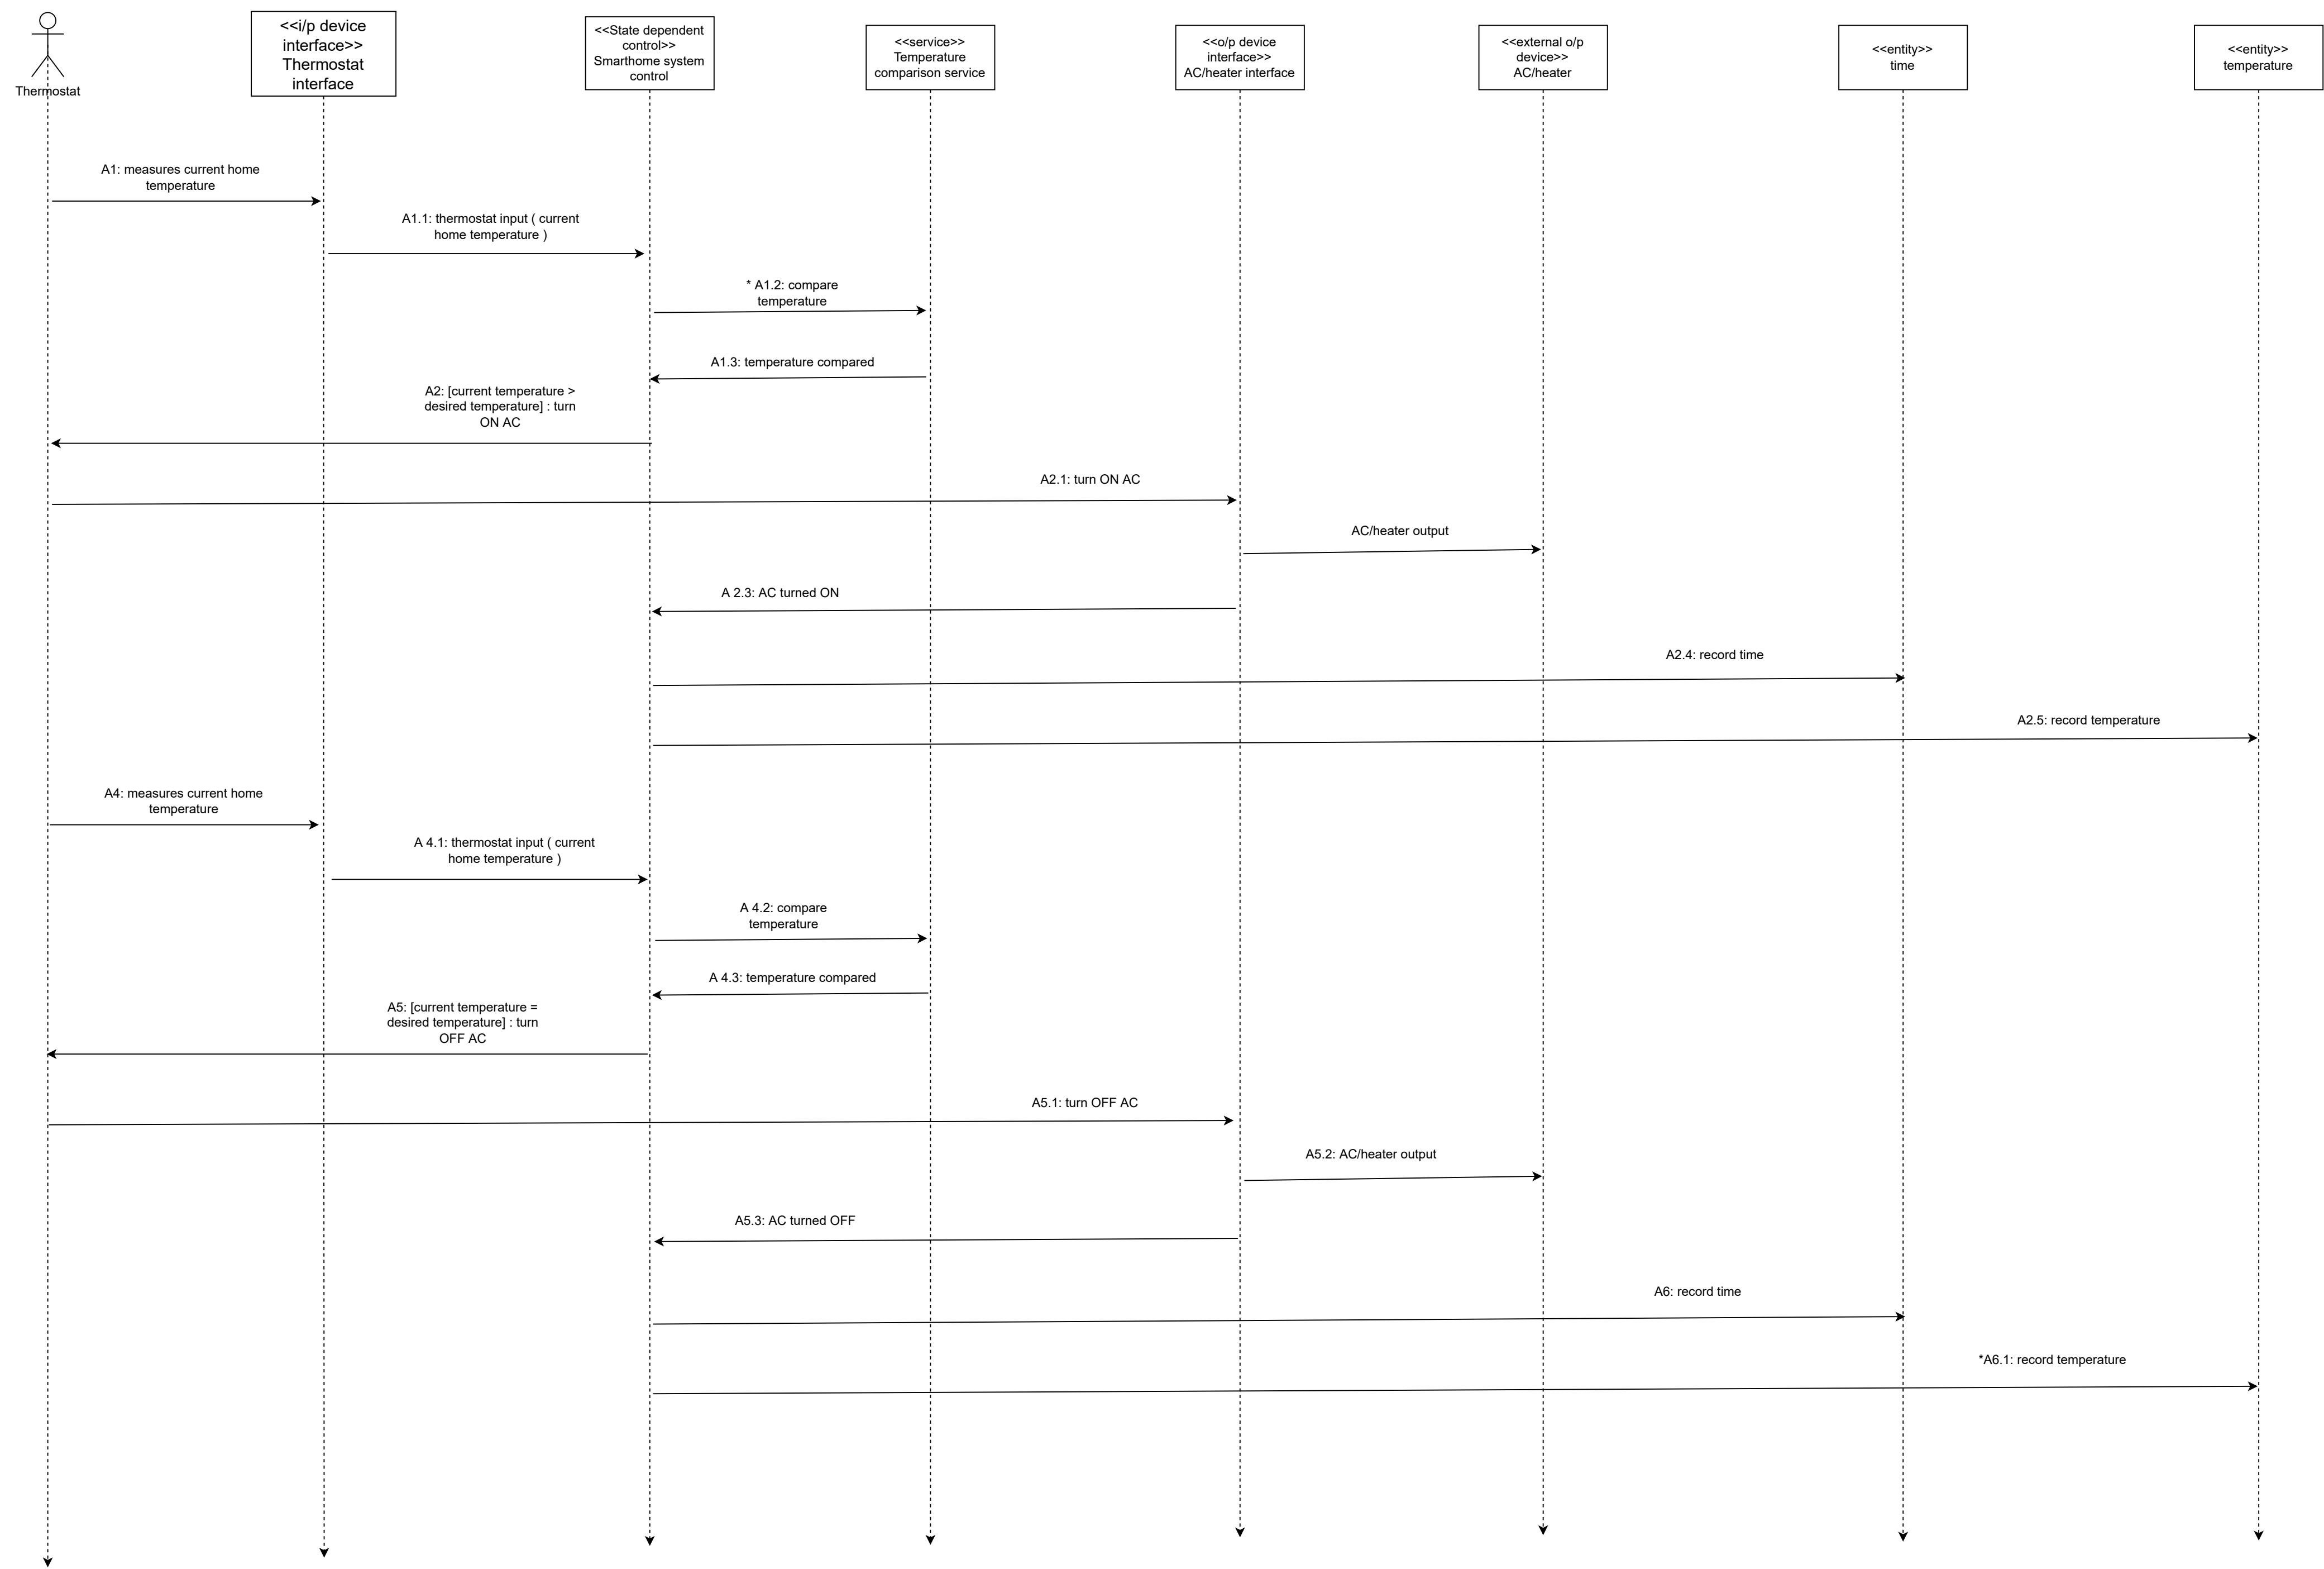 Thermostat
<<i/p device
interface>>
Thermostat
interface
<<State dependent
control>>
Smarthome system
control
<<service>>
Temperature
comparison service
<<o/p device
interface>>
AC/heater interface
<<external o/p
device>>
AC/heater
<<entity>>
time
<<entity>>
temperature
A1: measures current home
temperature
A1.1: thermostat input ( current
home temperature )
* A1.2: compare
temperature
A1.3: temperature compared
A2: [current temperature >
desired temperature] : turn
ON AC
A2.1: turn ON AC
AC/heater output
A 2.3: AC turned ON
A2.4: record time
A2.5: record temperature
A4: measures current home
temperature
A 4.1: thermostat input ( current
home temperature )
A 4.2: compare
temperature
A 4.3: temperature compared
A5: [current temperature =
desired temperature] : turn
OFF AC
A5.1: turn OFF AC
A5.2: AC/heater output
A5.3: AC turned OFF
A6: record time
*A6.1: record temperature